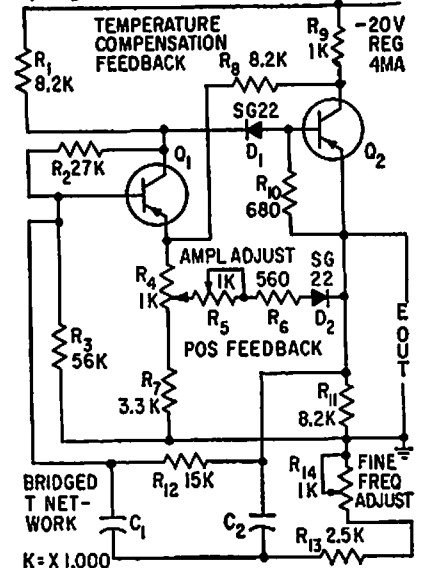 TEMPERATURE
COMPENSATION
FEEDBACK
R1
8.2K
R8 8.2K
R9
1K
-20V
REG
4MA
SG22
D1
Q1
Q2
R2 27K
R10
680
AMPL ADJUST
R4
1K
1K
R5
560
R6
SG
22
D2
E
OUT
R3
56K
POS FEEDBACK
R7
3.3K
R11
8.2K
BRIDGED
T NET-
WORK
R12 15K
R14
1K
FINE
FREQ
ADJUST
C1
C2
R13 2.5K
K=X1,000